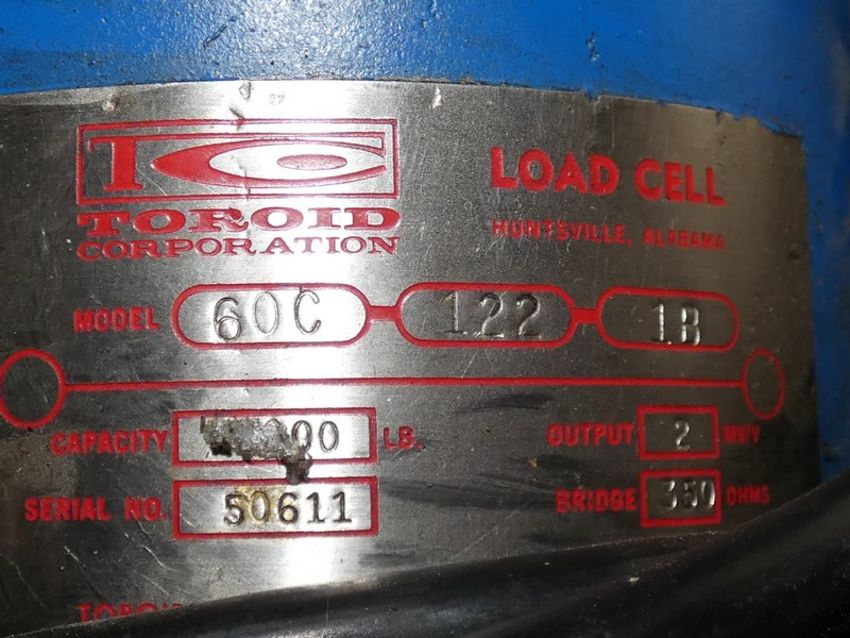 TC
TOROID
CORPORATION
LOAD CELL
HUNTSVILLE, ALABAMA
MODEL 60C - 122 - 1B
CAPACITY LB. OUTPUT 2 MV/V
SERIAL NO. 50611 BRIDGE 350 OHMS